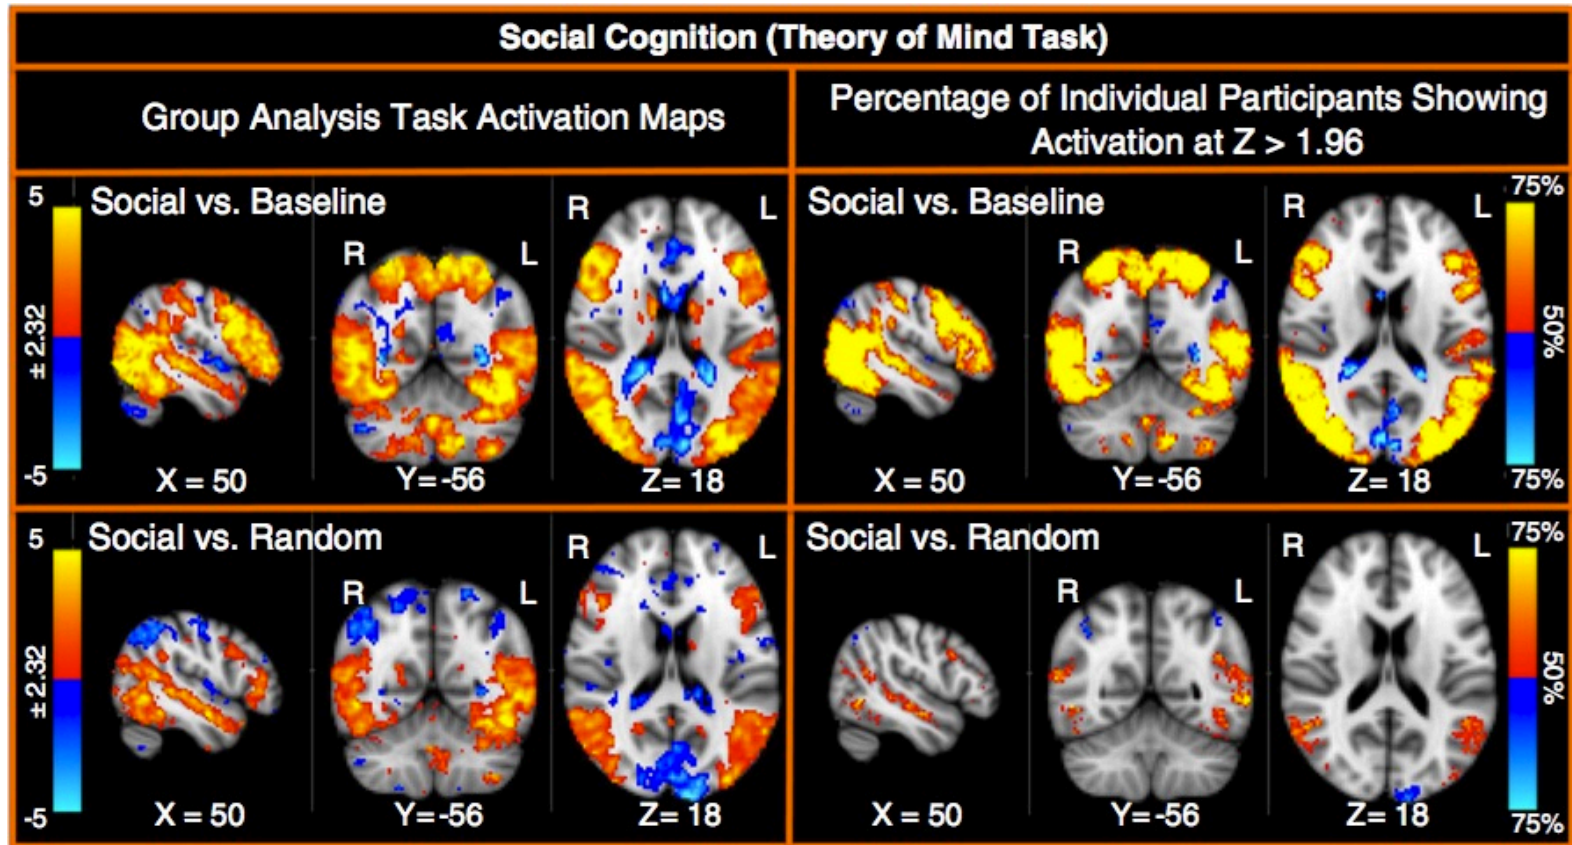 Social Cognition (Theory of Mind Task)
Group Analysis Task Activation Maps
Percentage of Individual Participants Showing
Activation at Z > 1.96
5
Social vs. Baseline
R
L
R
L
± 2.32
-5
X = 50
Y= -56
Z= 18
Social vs. Baseline
R
L
R
L
75%
50%
75%
X = 50
Y= -56
Z= 18
5
Social vs. Random
R
L
R
L
± 2.32
-5
X = 50
Y= -56
Z= 18
Social vs. Random
R
L
R
L
75%
50%
75%
X = 50
Y= -56
Z= 18